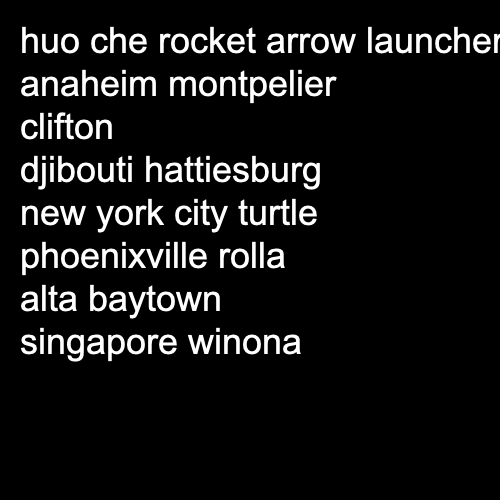 huo che rocket arrow launcher
anaheim montpelier
clifton
djibouti hattiesburg
new york city turtle
phoenixville rolla
alta baytown
singapore winona